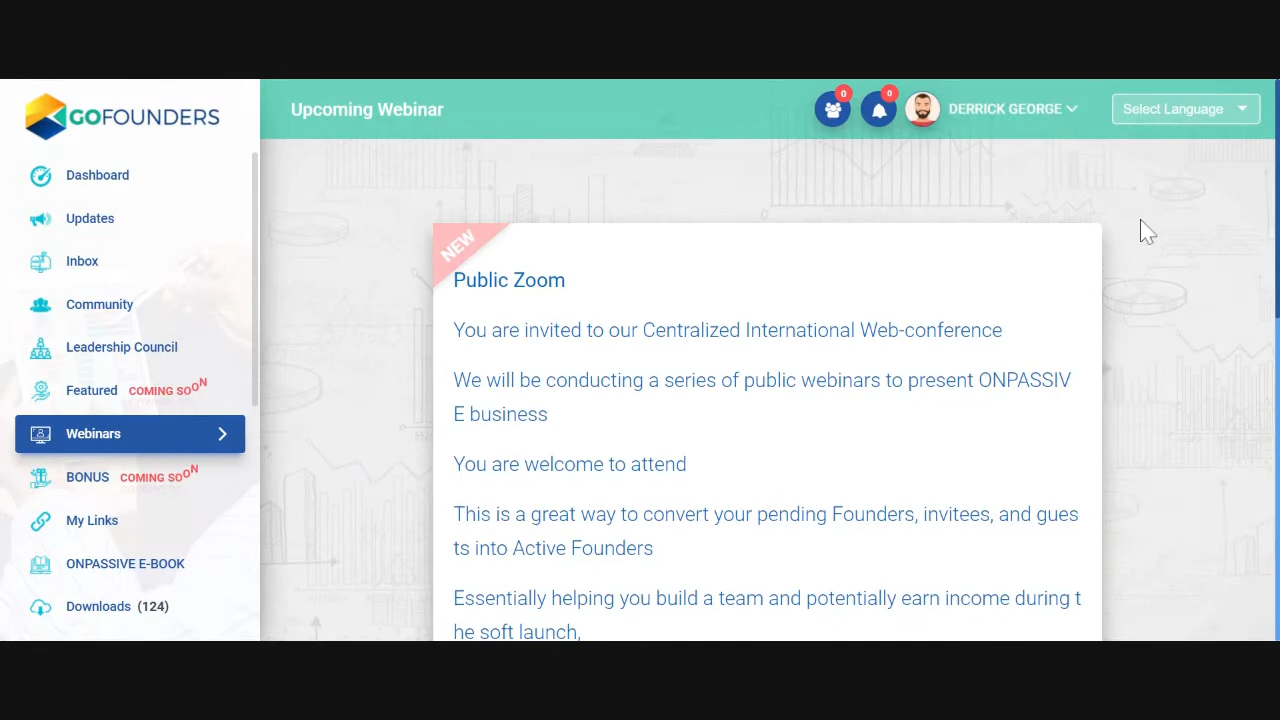 GOFOUNDERS
Upcoming Webinar
0
0
DERRICK GEORGE
Select Language
Dashboard
Updates
Inbox
Community
Leadership Council
Featured COMING SOON
Webinars
BONUS COMING SOON
My Links
ONPASSIVE E-BOOK
Downloads (124)
NEW
Public Zoom
You are invited to our Centralized International Web-conference
We will be conducting a series of public webinars to present ONPASSIV
E business
You are welcome to attend
This is a great way to convert your pending Founders, invitees, and gues
ts into Active Founders
Essentially helping you build a team and potentially earn income during t
he soft launch,